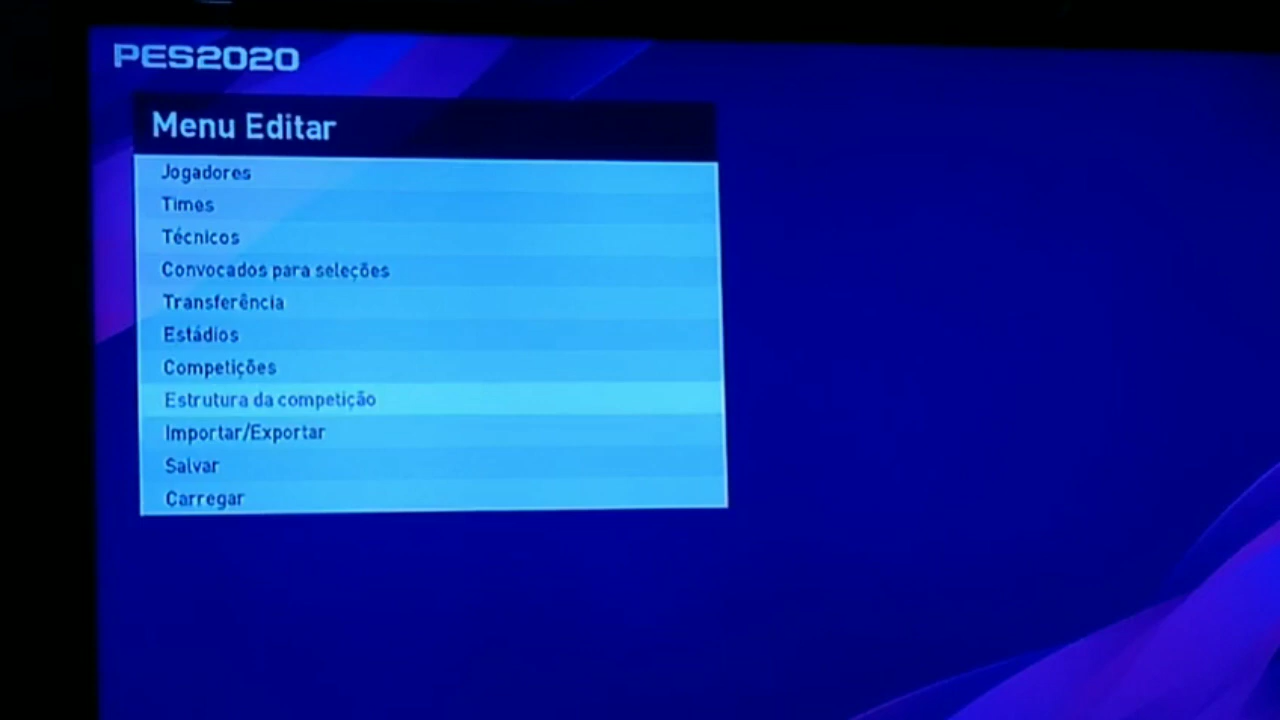 PES2020
Menu Editar
Jogadores
Times
Técnicos
Convocados para seleções
Transferência
Estádios
Competições
Estrutura da competição
Importar/Exportar
Salvar
Carregar